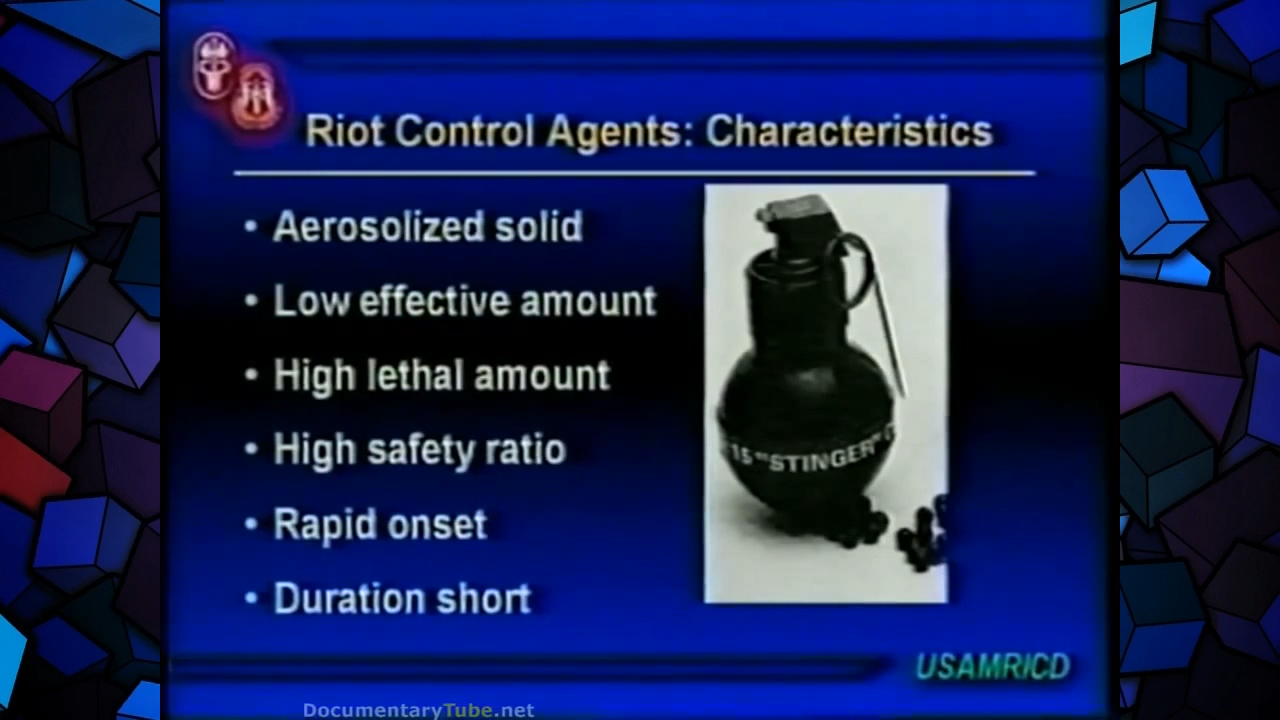 Riot Control Agents: Characteristics
• Aerosolized solid
• Low effective amount
• High lethal amount
• High safety ratio
• Rapid onset
• Duration short
15 "STINGER"
USAMRICD
DocumentaryTube.net